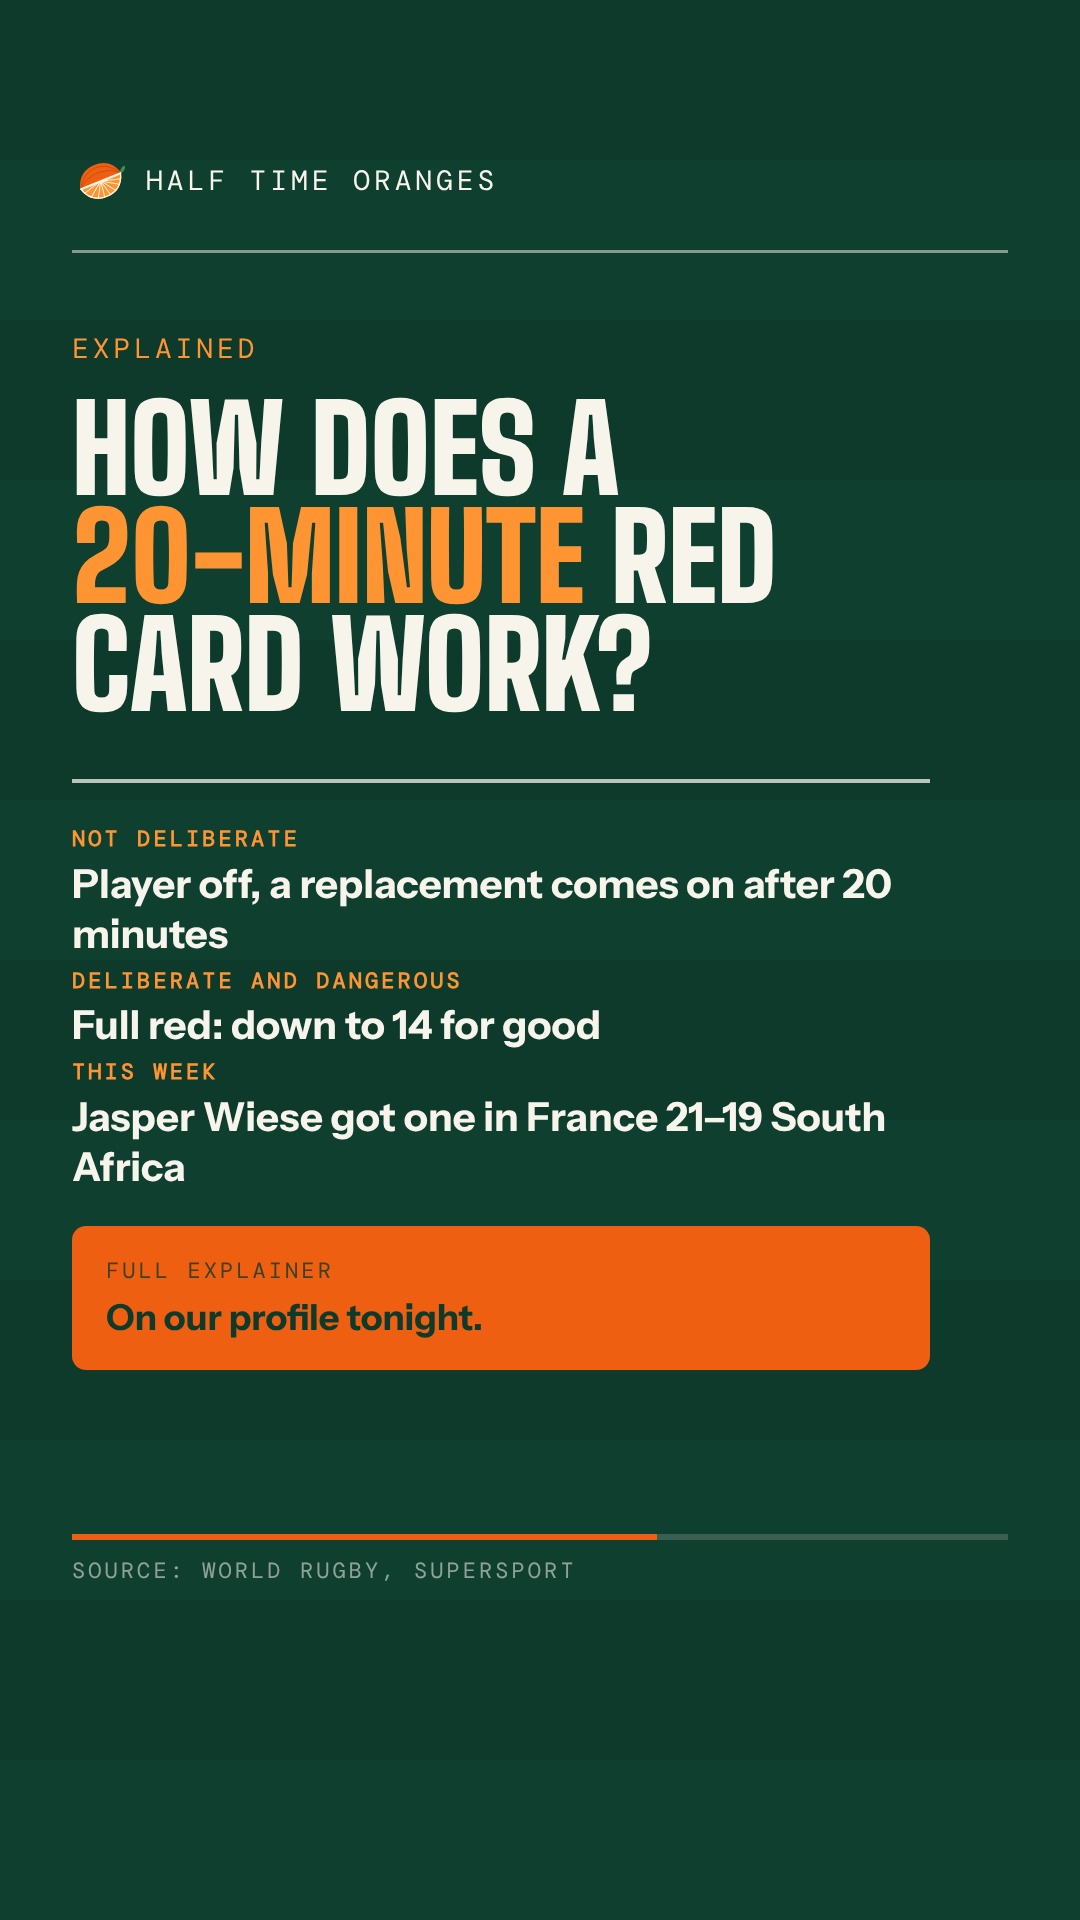 HALF TIME ORANGES
EXPLAINED
HOW DOES A
20-MINUTE RED
CARD WORK?
NOT DELIBERATE
Player off, a replacement comes on after 20
minutes
DELIBERATE AND DANGEROUS
Full red: down to 14 for good
THIS WEEK
Jasper Wiese got one in France 21–19 South
Africa
FULL EXPLAINER
On our profile tonight.
SOURCE: WORLD RUGBY, SUPERSPORT